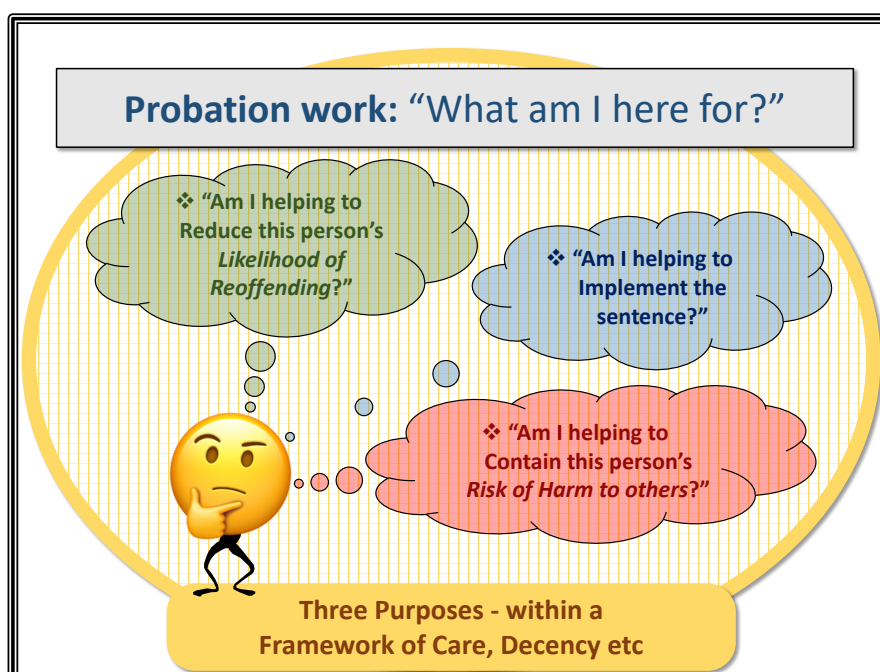 Probation work: “What am I here for?”
❖ “Am I helping to
Reduce this person’s
Likelihood of
Reoffending?”
❖ “Am I helping to
Implement the
sentence?”
❖ “Am I helping to
Contain this person’s
Risk of Harm to others?”
Three Purposes - within a
Framework of Care, Decency etc